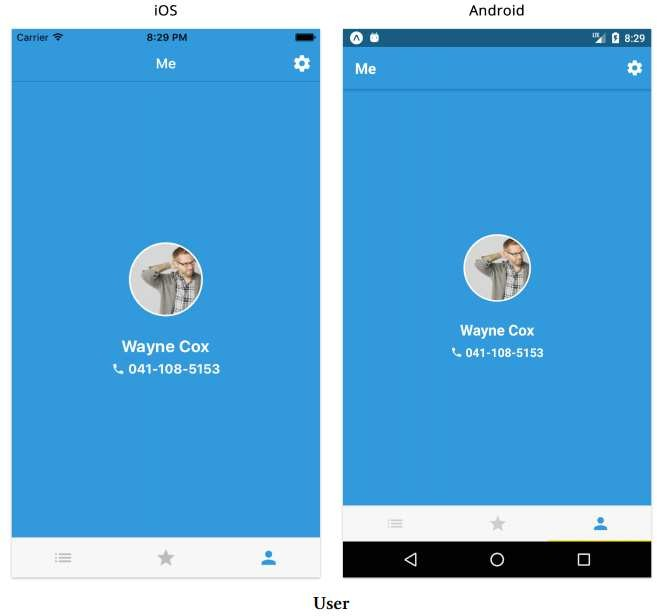 iOS
Android
Carrier
8:29 PM
8:29
Me
Me
Wayne Cox
041-108-5153
Wayne Cox
041-108-5153
User